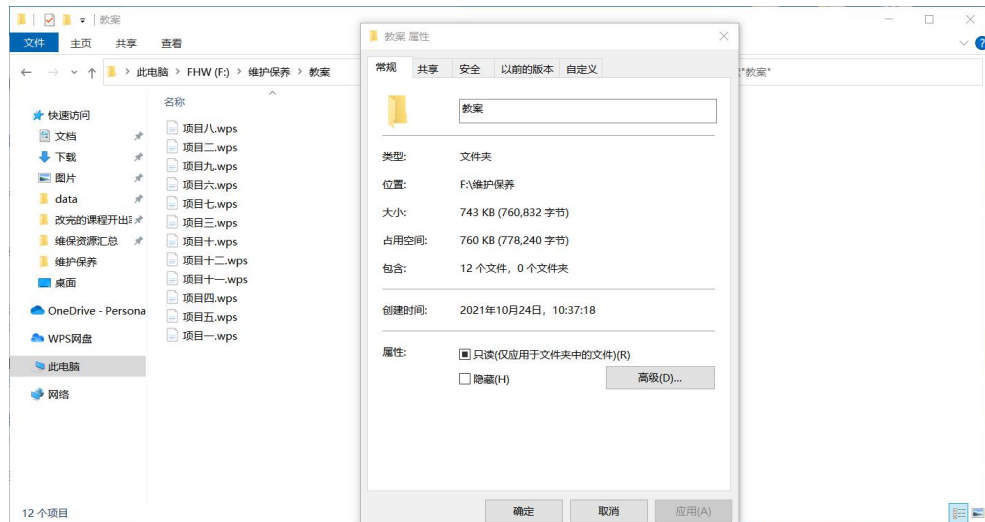 教案
文件 主页 共享 查看
此电脑 > FHW (F:) > 维护保养 > 教案
"教案"
快速访问
文档
下载
图片
data
改完的课程开出
维保资源汇总
维护保养
桌面
OneDrive - Persona
WPS网盘
此电脑
网络
名称
项目八.wps
项目二.wps
项目九.wps
项目六.wps
项目七.wps
项目三.wps
项目十.wps
项目十二.wps
项目十一.wps
项目四.wps
项目五.wps
项目一.wps
12 个项目
教案 属性
常规 共享 安全 以前的版本 自定义
教案
类型: 文件夹
位置: F:\维护保养
大小: 743 KB (760,832 字节)
占用空间: 760 KB (778,240 字节)
包含: 12 个文件，0 个文件夹
创建时间: 2021年10月24日，10:37:18
属性: 只读(仅应用于文件夹中的文件)(R)
隐藏(H) 高级(D)...
确定 取消 应用(A)